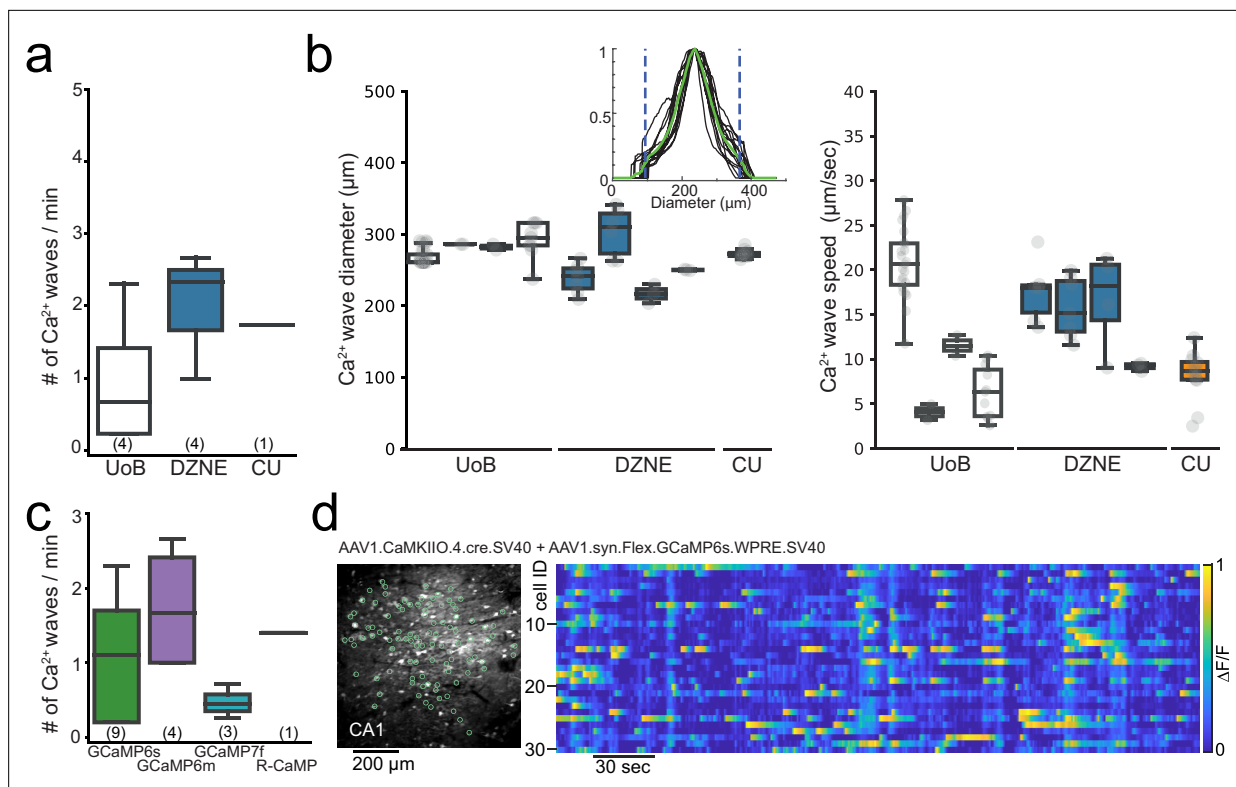 a
# of Ca²⁺ waves / min
5
4
3
2
1
0
(4)
(4)
(1)
UoB
DZNE
CU
b
Ca²⁺ wave diameter (µm)
500
400
300
200
100
0
UoB
DZNE
CU
1
0.5
0
0
200
400
Diameter (µm)
Ca²⁺ wave speed (µm/sec)
40
35
30
25
20
15
10
5
0
UoB
DZNE
CU
c
# of Ca²⁺ waves / min
3
2
1
0
(9)
(4)
(3)
(1)
GCaMP6s
GCaMP6m
GCaMP7f
R-CaMP
d
AAV1.CaMKIIO.4.cre.SV40 + AAV1.syn.Flex.GCaMP6s.WPRE.SV40
CA1
200 µm
cell ID
10
20
30
30 sec
1
ΔF/F
0